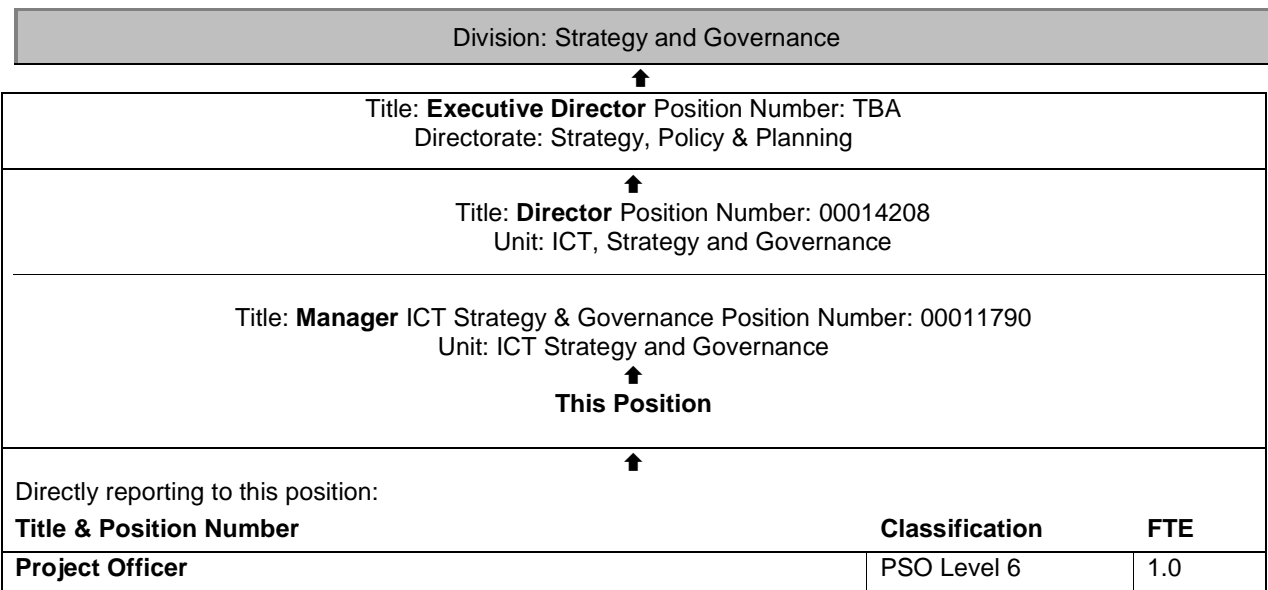 Division: Strategy and Governance
Title: Executive Director Position Number: TBA
Directorate: Strategy, Policy & Planning
Title: Director Position Number: 00014208
Unit: ICT, Strategy and Governance
Title: Manager ICT Strategy & Governance Position Number: 00011790
Unit: ICT Strategy and Governance
This Position
Directly reporting to this position:
Title & Position Number Classification FTE
Project Officer PSO Level 6 1.0